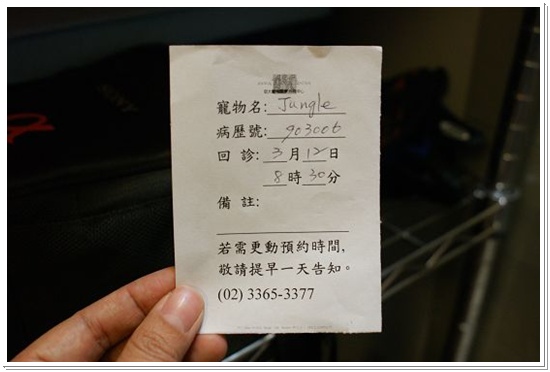 寵物名: Jungle
病歷號: 903006
回 診: 3 月 12 日
8 時 30 分
備 註:
若需更動預約時間,
敬請提早一天告知。
(02) 3365-3377